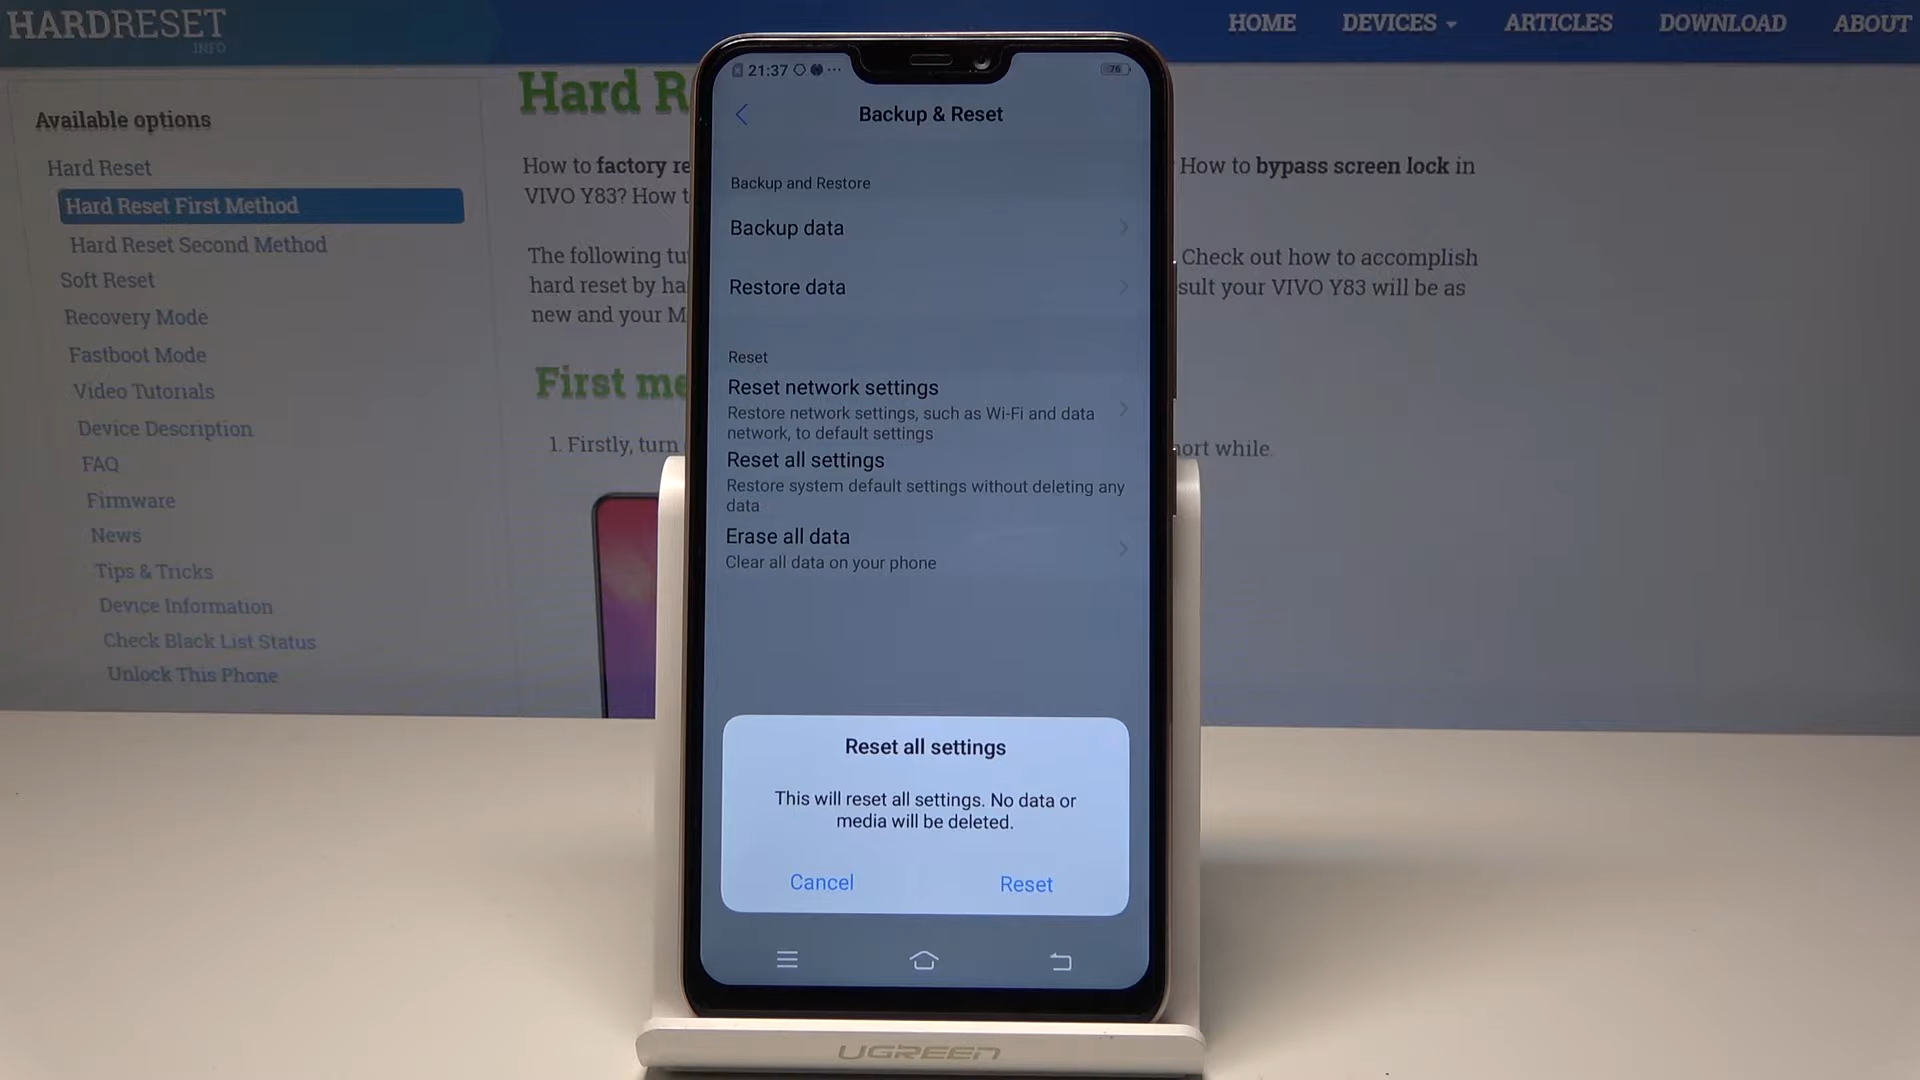 HARDRESET
INFO
HOME
DEVICES
ARTICLES
DOWNLOAD
ABOUT
Available options
Hard Reset
Hard Reset First Method
Hard Reset Second Method
Soft Reset
Recovery Mode
Fastboot Mode
Video Tutorials
Device Description
FAQ
Firmware
News
Tips & Tricks
Device Information
Check Black List Status
Unlock This Phone
Hard R
How to factory re
How to bypass screen lock in
VIVO Y83? How t
The following tu
Check out how to accomplish
hard reset by ha
sult your VIVO Y83 will be as
new and your M
First me
1. Firstly, turn
ort while.
21:37
76
Backup & Reset
Backup and Restore
Backup data
Restore data
Reset
Reset network settings
Restore network settings, such as Wi-Fi and data
network, to default settings
Reset all settings
Restore system default settings without deleting any
data
Erase all data
Clear all data on your phone
Reset all settings
This will reset all settings. No data or
media will be deleted.
Cancel
Reset
UGREEN